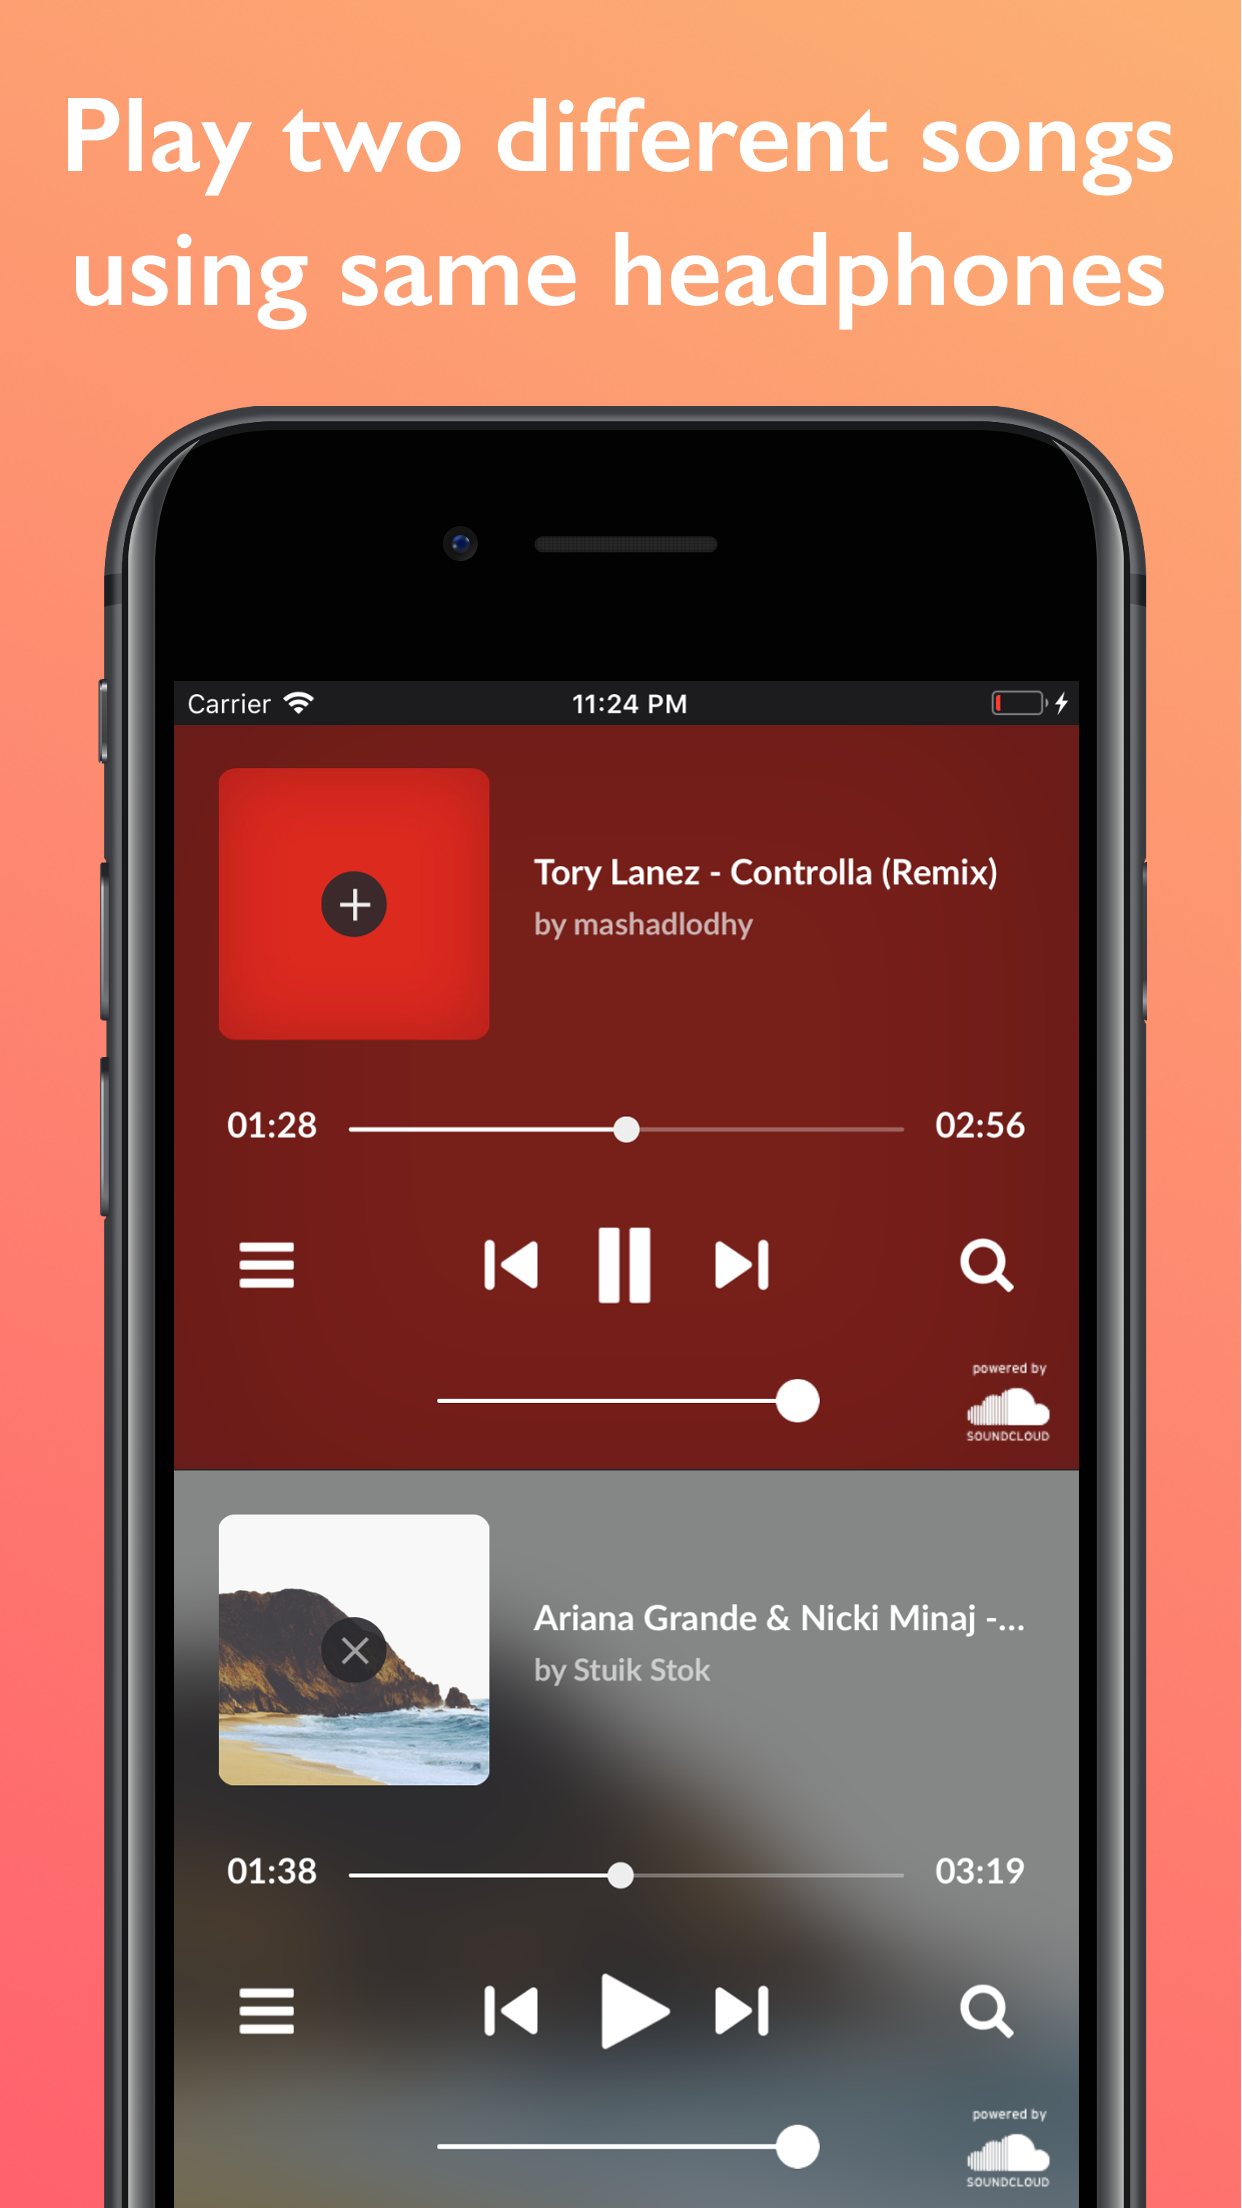 Play two different songs
using same headphones
Carrier 11:24 PM
Tory Lanez - Controlla (Remix)
by mashadlodhy
01:28 02:56
powered by
SOUNDCLOUD
Ariana Grande & Nicki Minaj -...
by Stuik Stok
01:38 03:19
powered by
SOUNDCLOUD